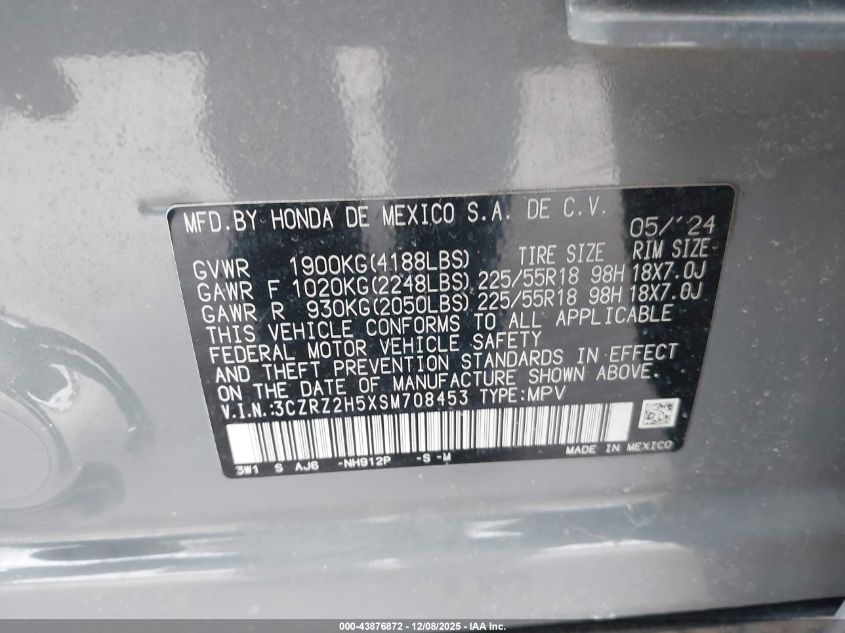 MFD.BY HONDA DE MEXICO S.A. DE C.V. 05/'24
GVWR 1900KG(4188LBS) TIRE SIZE RIM SIZE
GAWR F 1020KG(2248LBS) 225/55R18 98H 18X7.0J
GAWR R 930KG(2050LBS) 225/55R18 98H 18X7.0J
THIS VEHICLE CONFORMS TO ALL APPLICABLE
FEDERAL MOTOR VEHICLE SAFETY
AND THEFT PREVENTION STANDARDS IN EFFECT
ON THE DATE OF MANUFACTURE SHOWN ABOVE.
V.I.N.:3CZRZ2H5XSM708453 TYPE:MPV
3W1 S AJ6 -NH912P -S -M MADE IN MEXICO
000-43876872 - 12/08/2025 - IAA Inc.